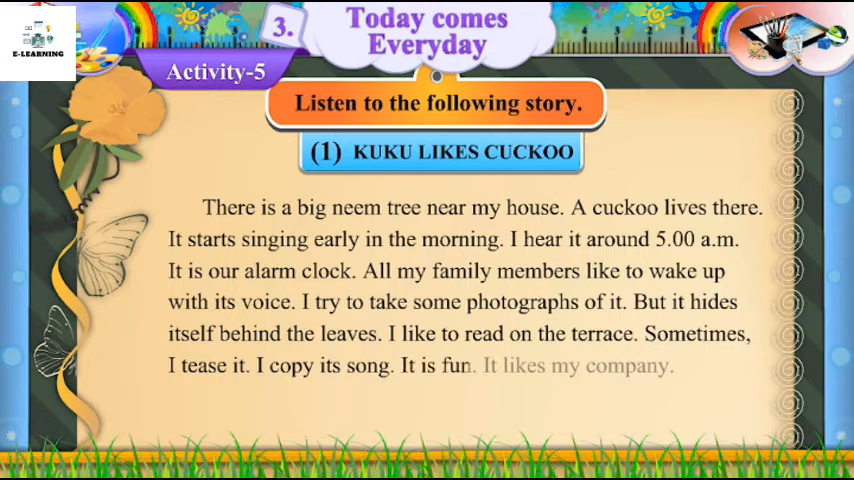 E-LEARNING
3.
Today comes
Everyday
Activity-5
Listen to the following story.
(1) KUKU LIKES CUCKOO
There is a big neem tree near my house. A cuckoo lives there.
It starts singing early in the morning. I hear it around 5.00 a.m.
It is our alarm clock. All my family members like to wake up
with its voice. I try to take some photographs of it. But it hides
itself behind the leaves. I like to read on the terrace. Sometimes,
I tease it. I copy its song. It is fun. It likes my company.